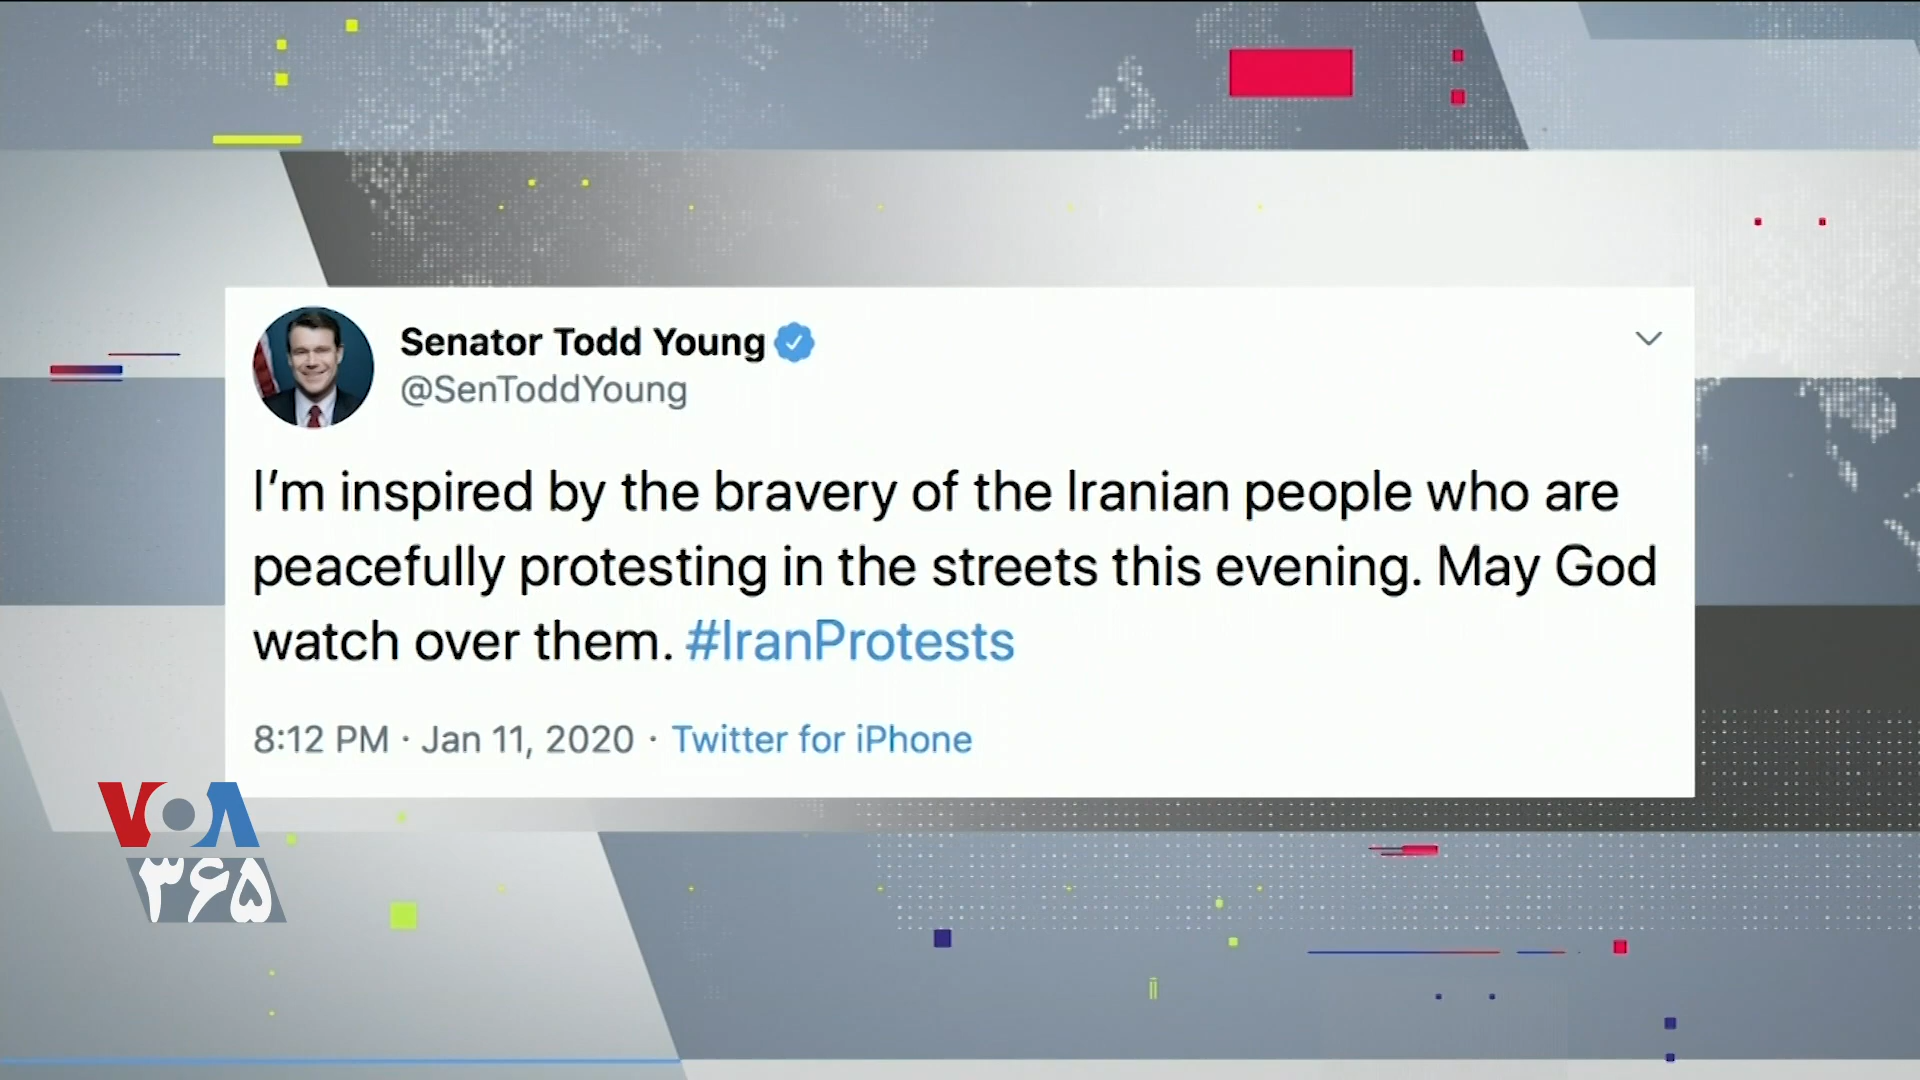 Senator Todd Young
@SenToddYoung
I’m inspired by the bravery of the Iranian people who are
peacefully protesting in the streets this evening. May God
watch over them. #IranProtests
8:12 PM · Jan 11, 2020 · Twitter for iPhone
VOA
۳۶۵